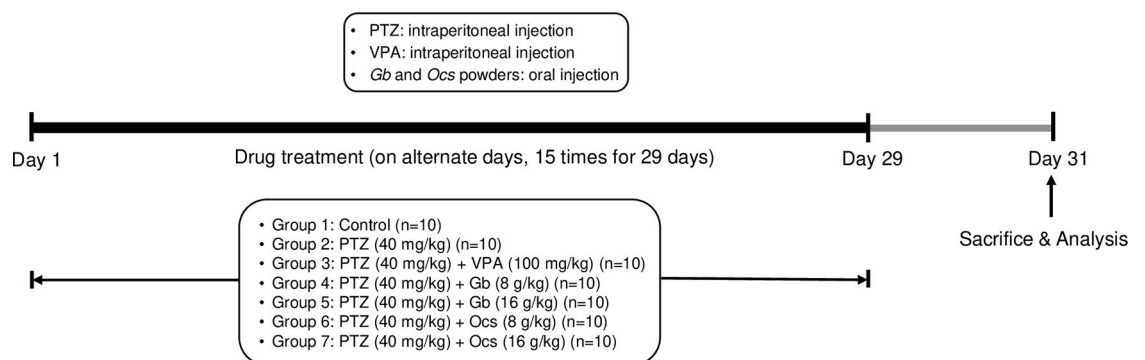 • PTZ: intraperitoneal injection
• VPA: intraperitoneal injection
• Gb and Ocs powders: oral injection
Day 1
Drug treatment (on alternate days, 15 times for 29 days)
Day 29
Day 31
Sacrifice & Analysis
• Group 1: Control (n=10)
• Group 2: PTZ (40 mg/kg) (n=10)
• Group 3: PTZ (40 mg/kg) + VPA (100 mg/kg) (n=10)
• Group 4: PTZ (40 mg/kg) + Gb (8 g/kg) (n=10)
• Group 5: PTZ (40 mg/kg) + Gb (16 g/kg) (n=10)
• Group 6: PTZ (40 mg/kg) + Ocs (8 g/kg) (n=10)
• Group 7: PTZ (40 mg/kg) + Ocs (16 g/kg) (n=10)